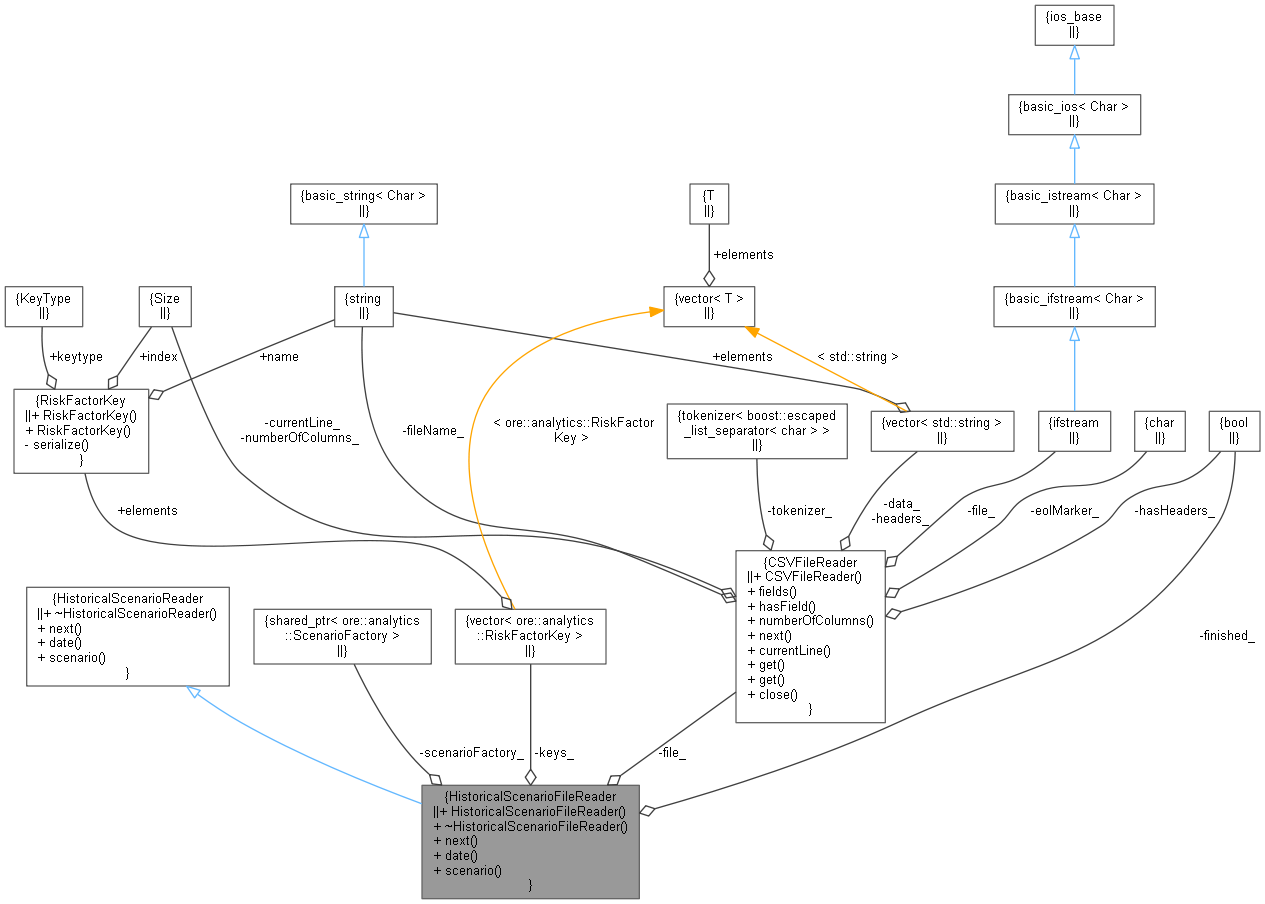 {ios_base
||}
{basic_ios< Char >
||}
{basic_string< Char >
||}
{T
||}
{basic_istream< Char >
||}
+elements
{KeyType
||}
{Size
||}
{string
||}
{vector< T >
||}
{basic_ifstream< Char >
||}
+keytype
+index
+name
+elements
< std::string >
{RiskFactorKey
||+ RiskFactorKey()
+ RiskFactorKey()
- serialize()
}
-currentLine_
-numberOfColumns_
-fileName_
< ore::analytics::RiskFactor
Key >
{tokenizer< boost::escaped
_list_separator< char > >
||}
{vector< std::string >
||}
{ifstream
||}
{char
||}
{bool
||}
+elements
-tokenizer_
-data_
-headers_
-file_
-eolMarker_
-hasHeaders_
{CSVFileReader
||+ CSVFileReader()
+ fields()
+ hasField()
+ numberOfColumns()
+ next()
+ currentLine()
+ get()
+ get()
+ close()
}
{HistoricalScenarioReader
||+ ~HistoricalScenarioReader()
+ next()
+ date()
+ scenario()
}
{shared_ptr< ore::analytics
::ScenarioFactory >
||}
{vector< ore::analytics
::RiskFactorKey >
||}
-finished_
-scenarioFactory_
-keys_
-file_
{HistoricalScenarioFileReader
||+ HistoricalScenarioFileReader()
+ ~HistoricalScenarioFileReader()
+ next()
+ date()
+ scenario()
}